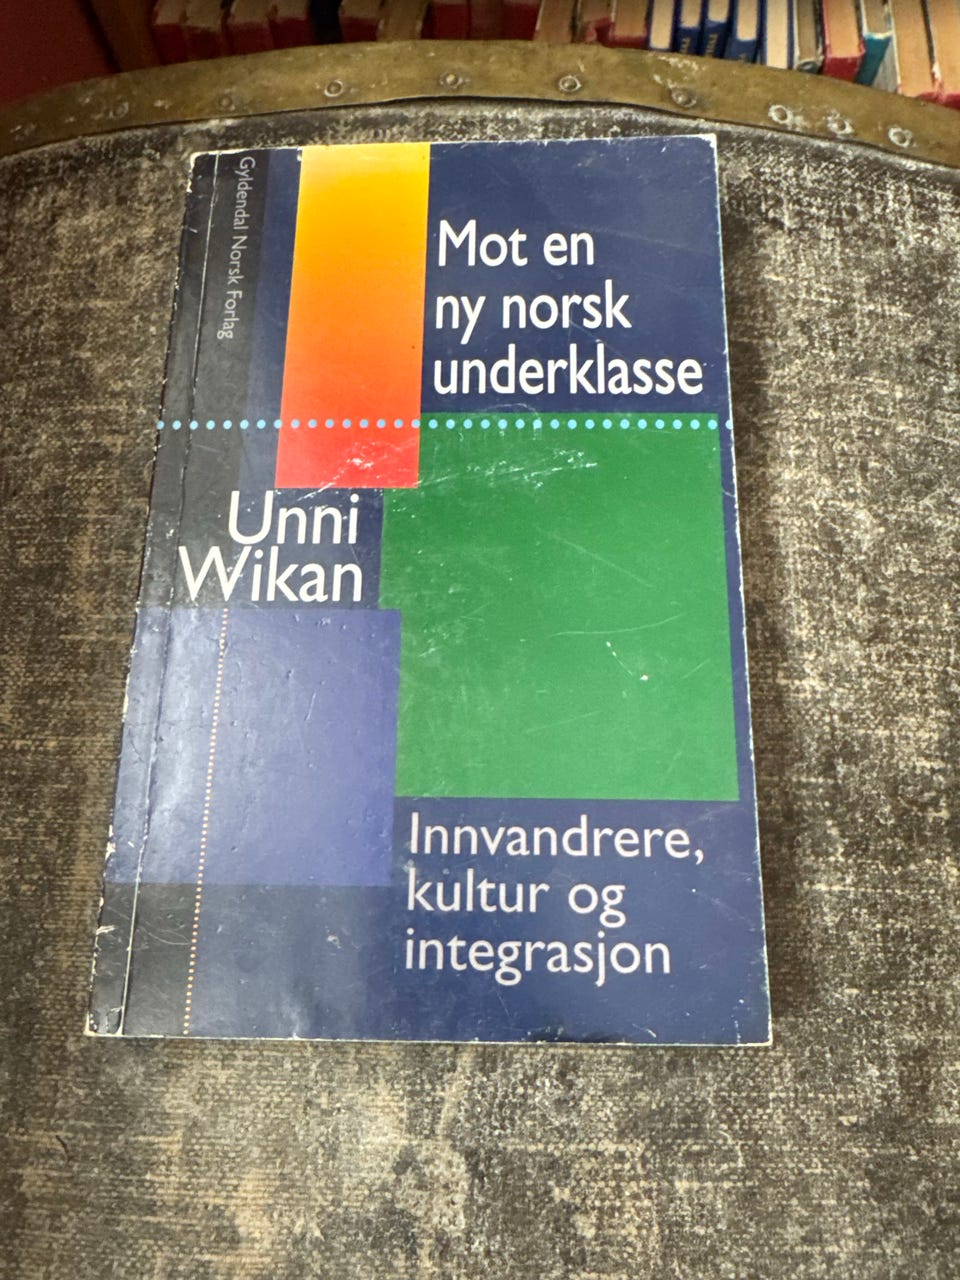 Gyldendal Norsk Forlag
Mot en
ny norsk
underklasse
Unni
Wikan
Innvandrere,
kultur og
integrasjon